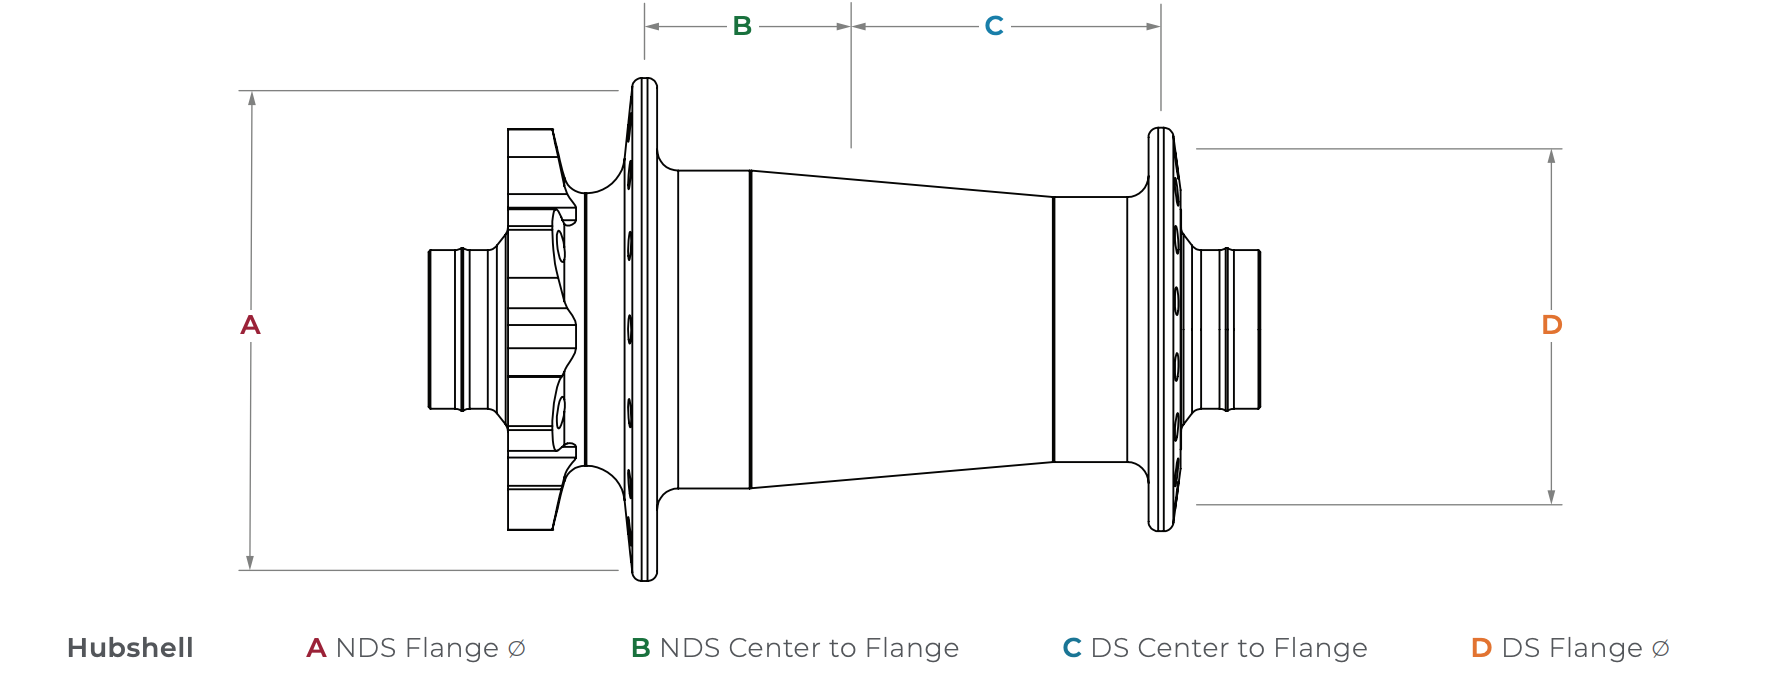 B
C
A
D
Hubshell A NDS Flange ⌀ B NDS Center to Flange C DS Center to Flange D DS Flange ⌀